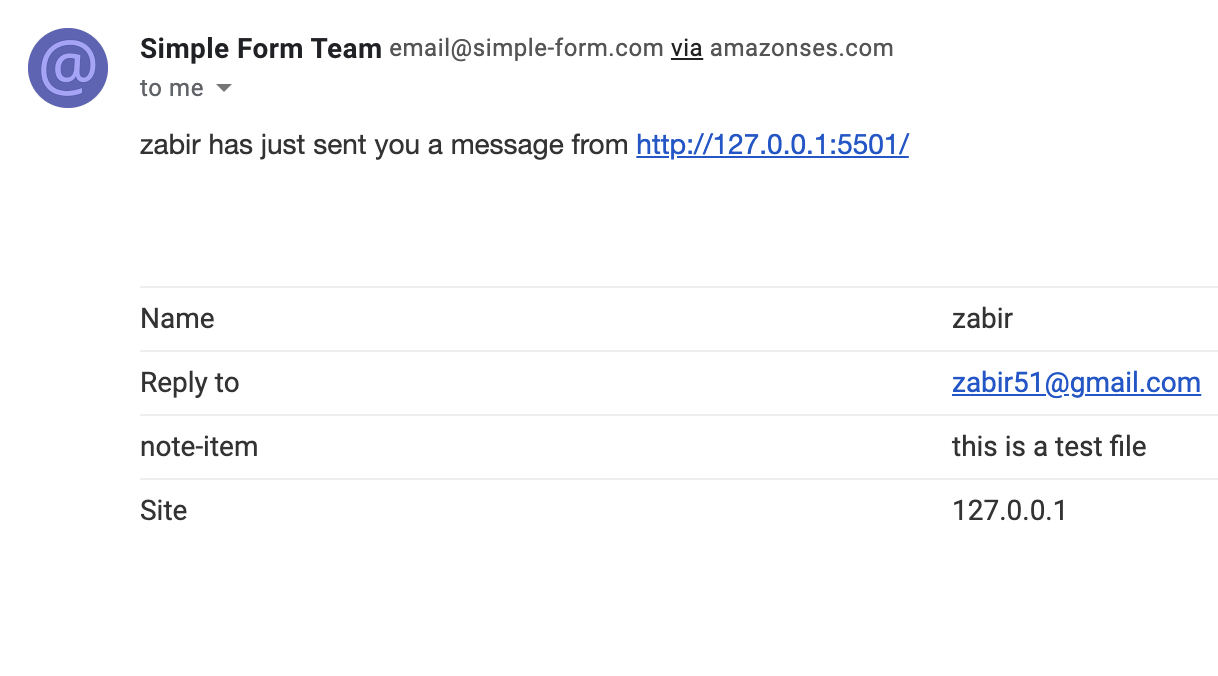 @ Simple Form Team email@simple-form.com via amazonses.com
to me
zabir has just sent you a message from http://127.0.0.1:5501/
Name zabir
Reply to zabir51@gmail.com
note-item this is a test file
Site 127.0.0.1